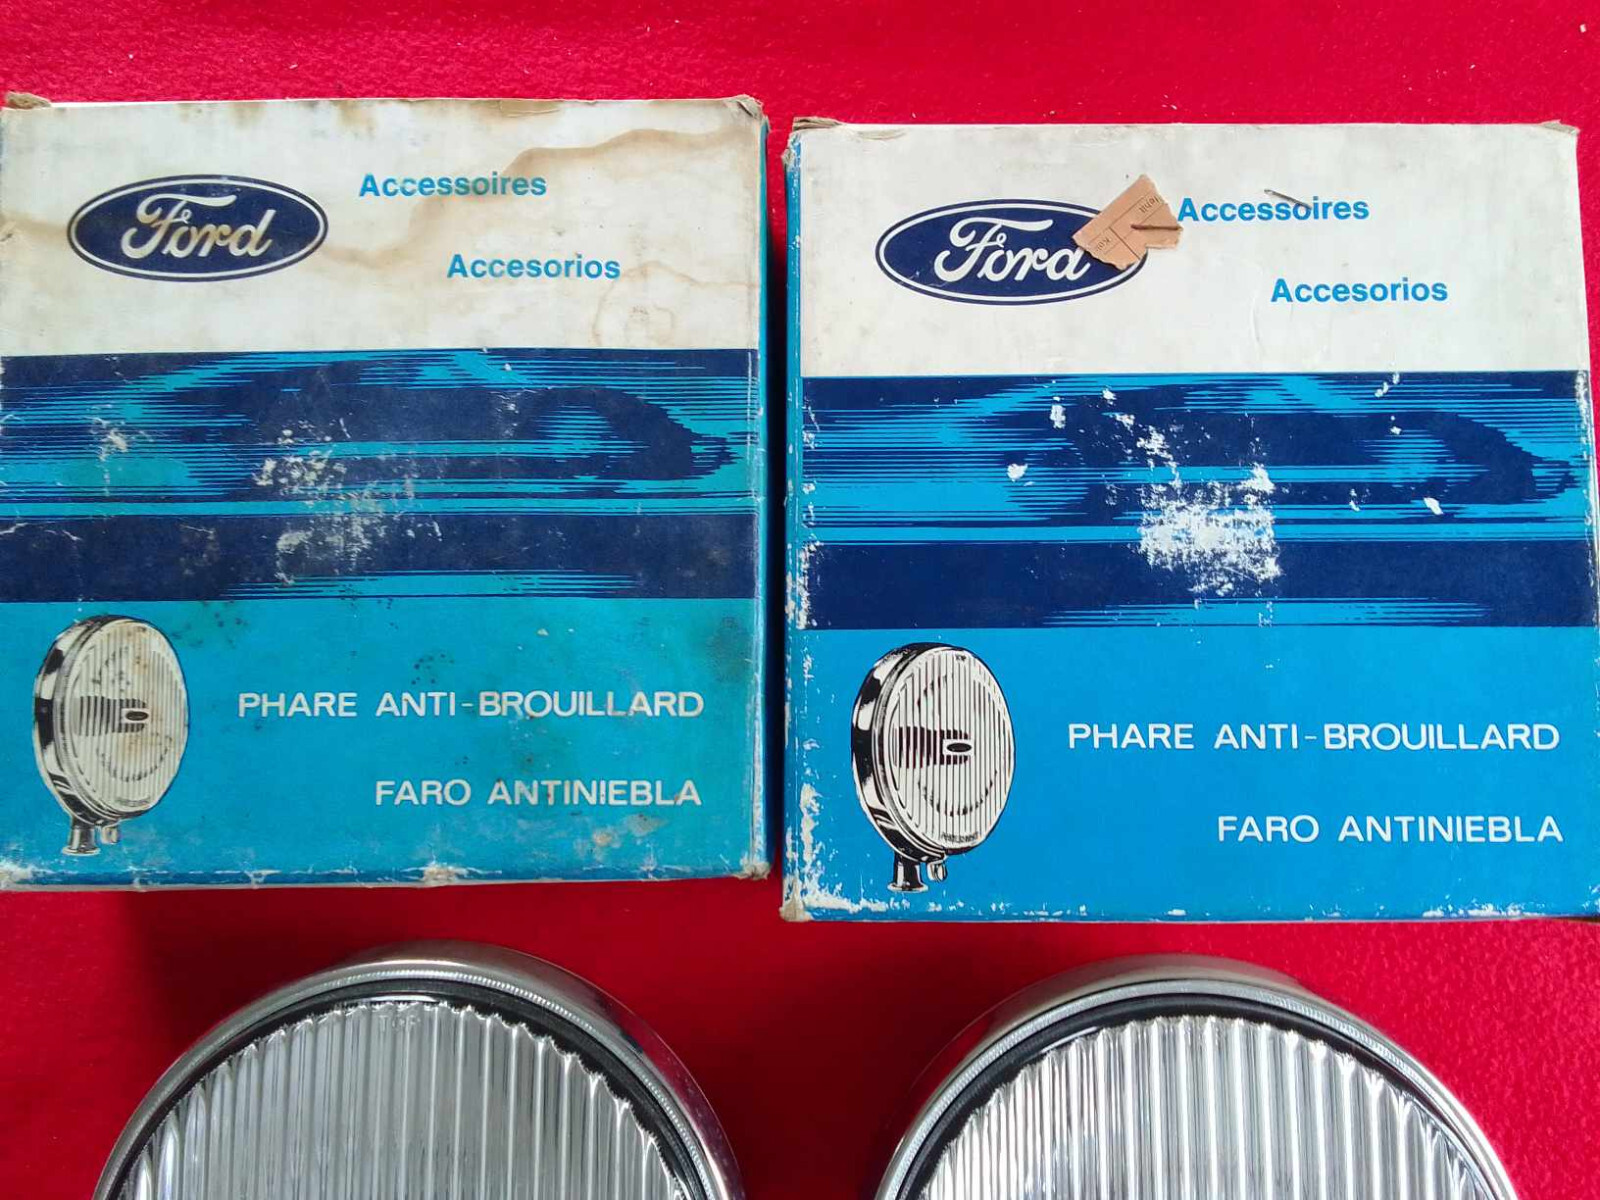 Ford
Accessoires
Accesorios
PHARE ANTI-BROUILLARD
FARO ANTINIEBLA
Ford
Accessoires
Accesorios
PHARE ANTI-BROUILLARD
FARO ANTINIEBLA